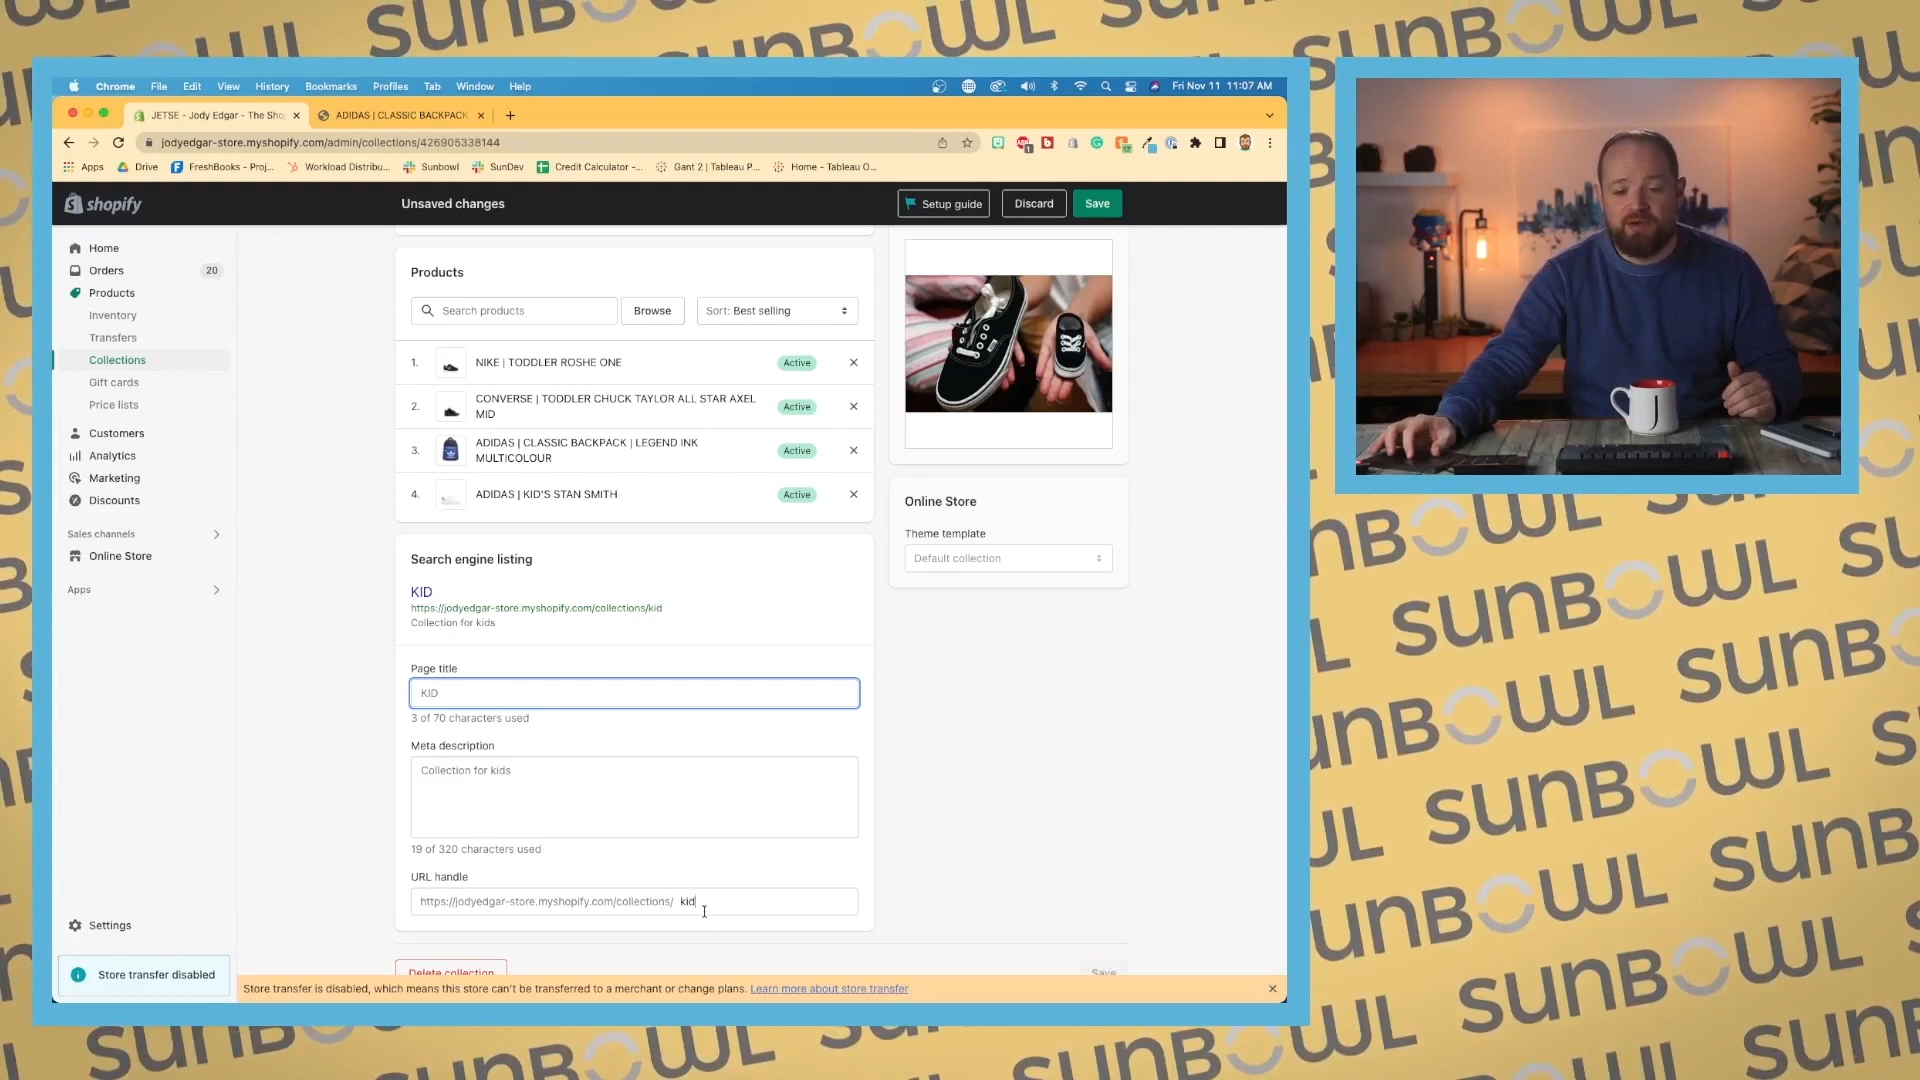 Chrome File Edit View History Bookmarks Profiles Tab Window Help
Fri Nov 11 11:07 AM
JETSE - Jody Edgar - The Sho
ADIDAS | CLASSIC BACKPACK
jodyedgar-store.myshopify.com/admin/collections/426905338144
Apps Drive FreshBooks - Proj... Workload Distribu... Sunbowl SunDev Credit Calculator -... Gant 2 | Tableau P... Home - Tableau O...
shopify
Unsaved changes
Setup guide
Discard
Save
Home
Orders 20
Products
Inventory
Transfers
Collections
Gift cards
Price lists
Customers
Analytics
Marketing
Discounts
Sales channels
Online Store
Apps
Settings
Store transfer disabled
Products
Search products
Browse
Sort: Best selling
1. NIKE | TODDLER ROSHE ONE Active
2. CONVERSE | TODDLER CHUCK TAYLOR ALL STAR AXEL
MID
Active
3. ADIDAS | CLASSIC BACKPACK | LEGEND INK
MULTICOLOUR
Active
4. ADIDAS | KID'S STAN SMITH Active
Search engine listing
KID
https://jodyedgar-store.myshopify.com/collections/kid
Collection for kids
Page title
KID
3 of 70 characters used
Meta description
Collection for kids
19 of 320 characters used
URL handle
https://jodyedgar-store.myshopify.com/collections/ kid
Delete collection
Save
Online Store
Theme template
Default collection
Store transfer is disabled, which means this store can't be transferred to a merchant or change plans. Learn more about store transfer
SUNBOWL